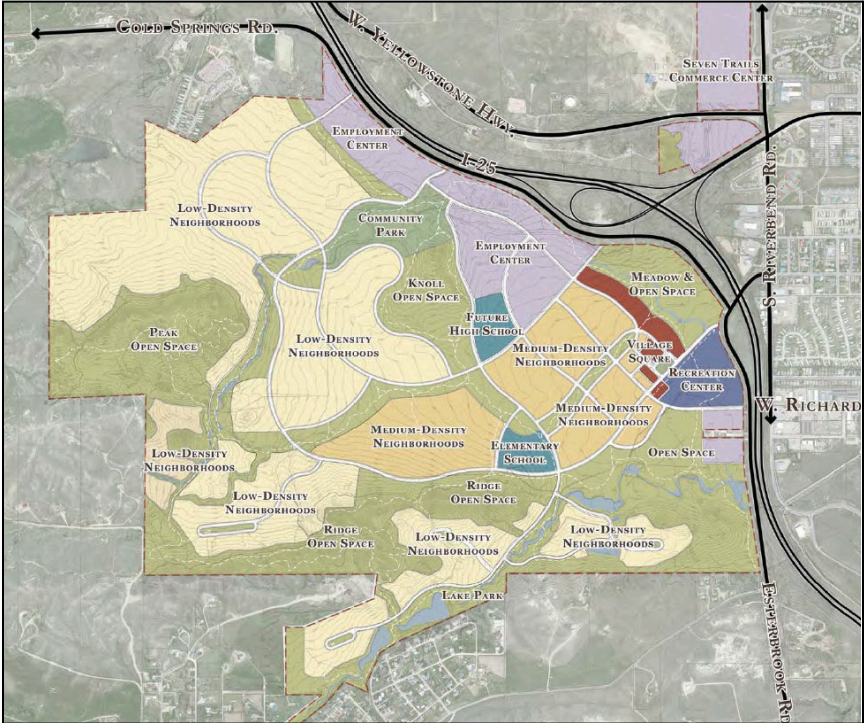 Cold Springs Rd.
W. Yellowstone Hwy.
Seven Trails
Commerce Center
Employment
Center
I-25
S. Riverbend Rd.
Low-Density
Neighborhoods
Community
Park
Employment
Center
Meadow &
Open Space
Knoll
Open Space
Future
High School
Peak
Open Space
Low-Density
Neighborhoods
Medium-Density
Neighborhoods
Village
Square
Recreation
Center
W. Richard
Medium-Density
Neighborhoods
Medium-Density
Neighborhoods
Elementary
School
Open Space
Low-Density
Neighborhoods
Ridge
Open Space
Low-Density
Neighborhoods
Ridge
Open Space
Low-Density
Neighborhoods
Low-Density
Neighborhoods
Lake Park
Esterbrook Rd